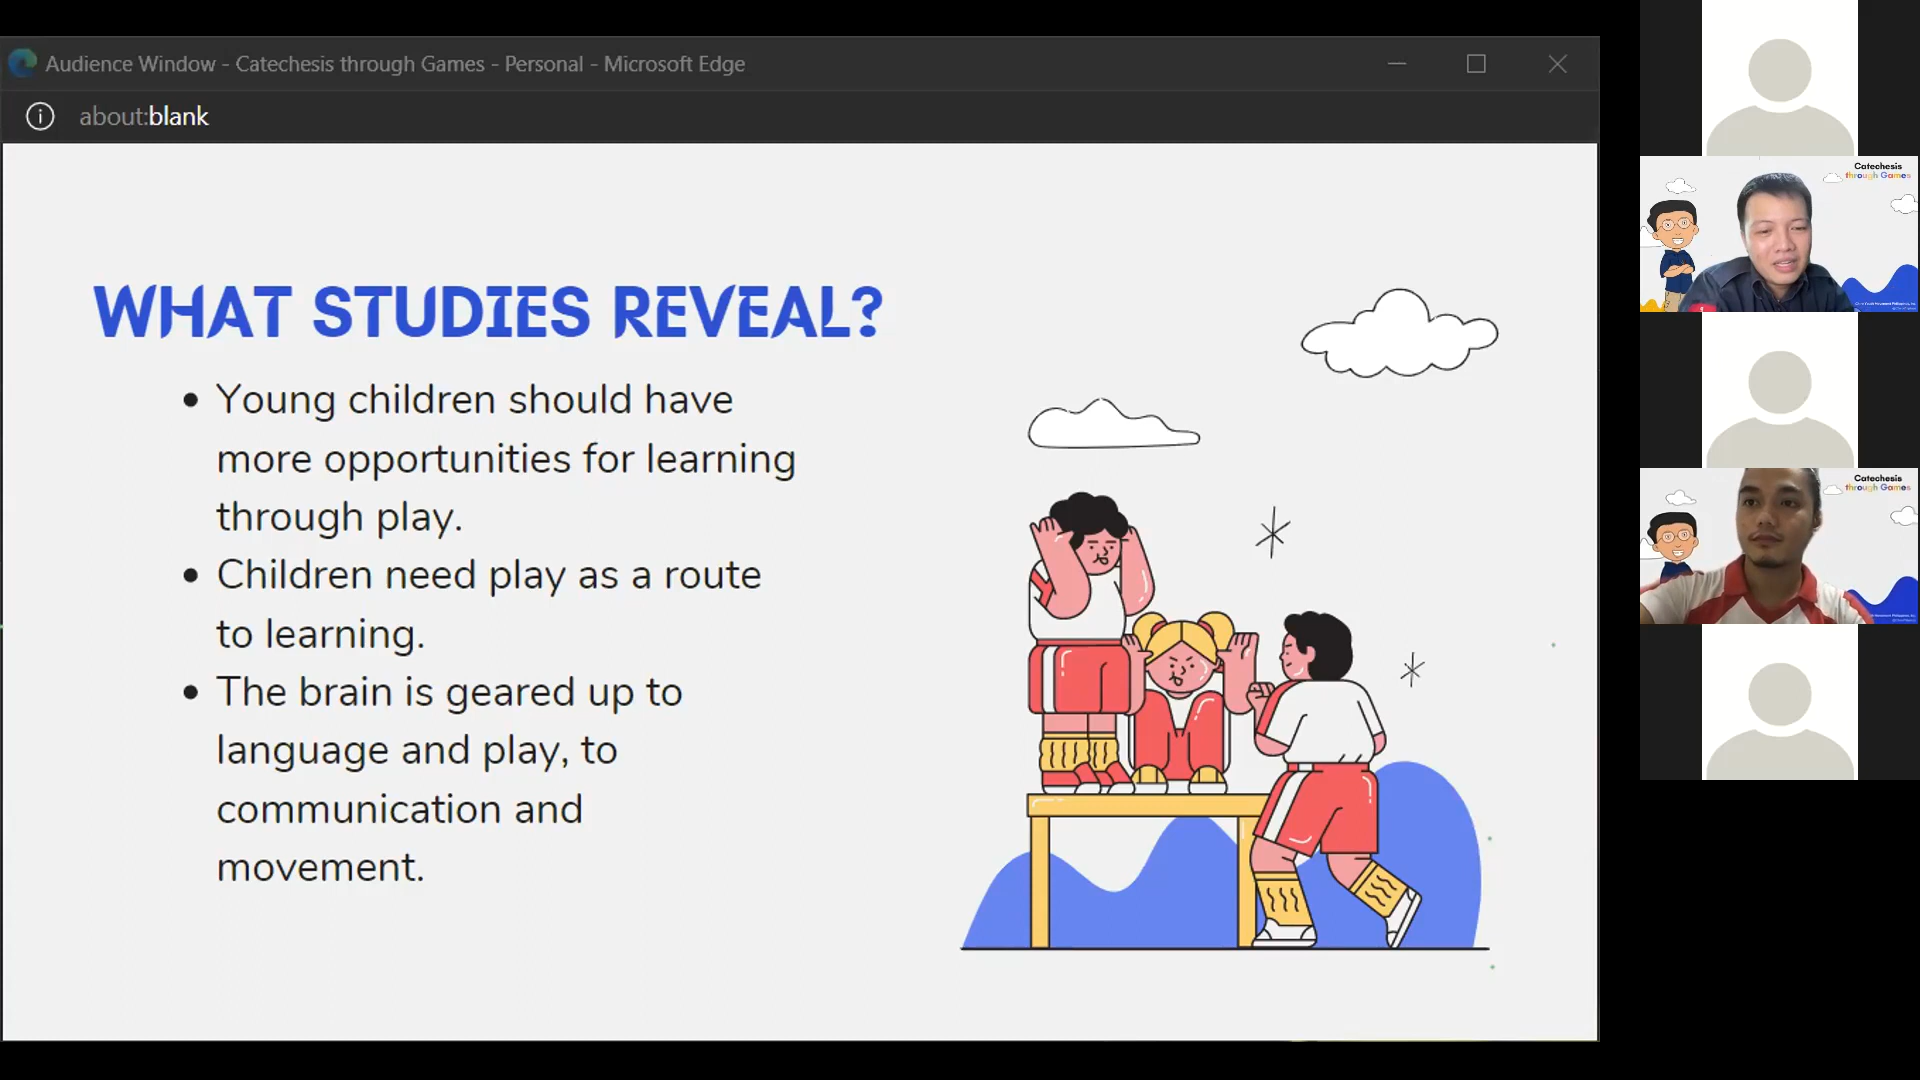 Audience Window - Catechesis through Games - Personal - Microsoft Edge
about:blank
WHAT STUDIES REVEAL?
• Young children should have
more opportunities for learning
through play.
• Children need play as a route
to learning.
• The brain is geared up to
language and play, to
communication and
movement.
Catechesis
through Games
Catechesis
through Games